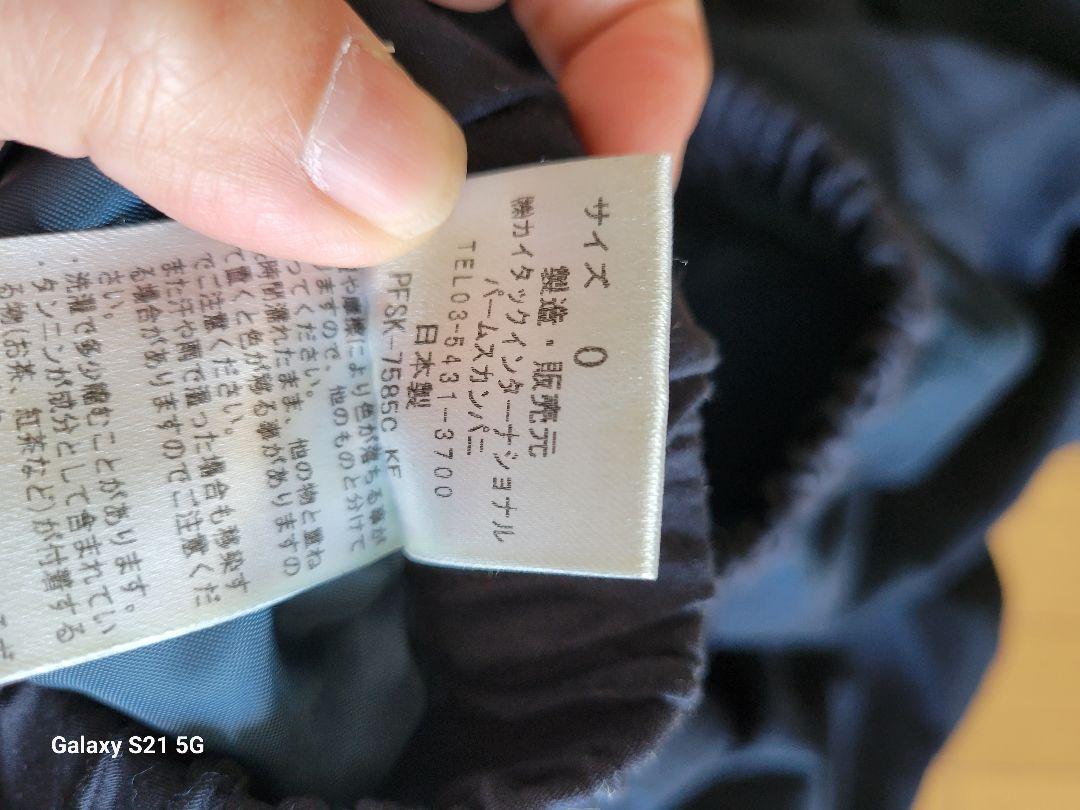 サイズ 0
製造・販売元
㈱カイタックインターナショナル
パームスカンパニー
TEL03-5431-3700
日本製
PFSK-7585C KF
や摩擦により色が落ちる事が
ますので、他のものと分けて
ってください。
時間濡れたまま、他の物と重ね
て置くと色が移る事がありますの
でご注意ください。
また汗や雨で湿った場合も移染す
る場合がありますのでご注意くだ
さい。
・洗濯で多少縮むことがあります。
・タンニンが成分として含まれてい
る物(お茶、紅茶など)が付着する
Galaxy S21 5G